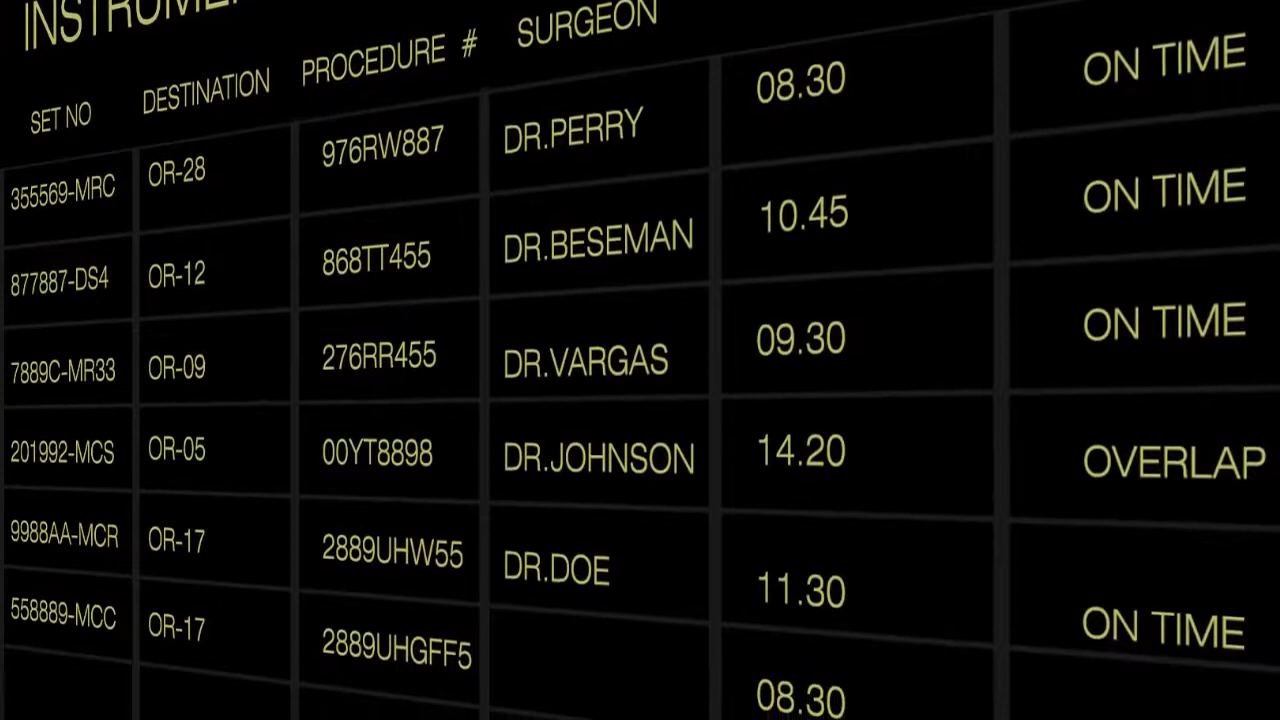 SET NO DESTINATION PROCEDURE # SURGEON
355569-MRC OR-28 976RW887 DR.PERRY 08.30 ON TIME
877887-DS4 OR-12 868TT455 DR.BESEMAN 10.45 ON TIME
7889C-MR33 OR-09 276RR455 DR.VARGAS 09.30 ON TIME
201992-MCS OR-05 00YT8898 DR.JOHNSON 14.20 OVERLAP
9988AA-MCR OR-17 2889UHW55 DR.DOE 11.30 ON TIME
558889-MCC OR-17 2889UHGFF5 08.30